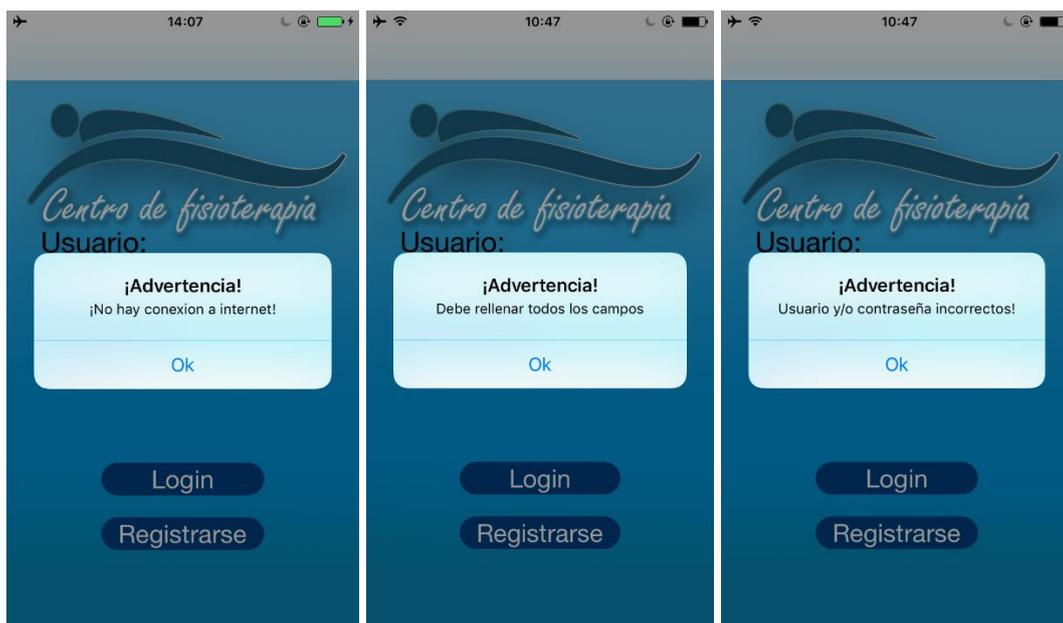 14:07
Centro de fisioterapia
Usuario:
¡Advertencia!
¡No hay conexion a internet!
Ok
Login
Registrarse
10:47
Centro de fisioterapia
Usuario:
¡Advertencia!
Debe rellenar todos los campos
Ok
Login
Registrarse
10:47
Centro de fisioterapia
Usuario:
¡Advertencia!
Usuario y/o contraseña incorrectos!
Ok
Login
Registrarse